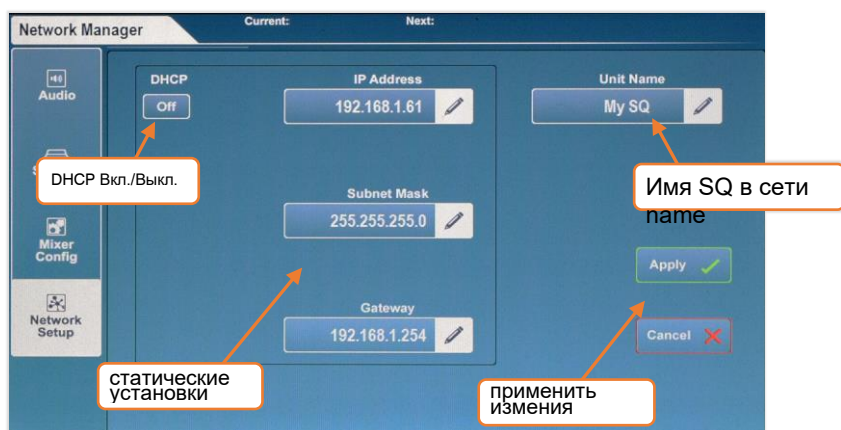 Network Manager
Current:
Next:
Audio
DHCP
Off
IP Address
192.168.1.61
Unit Name
My SQ
DHCP Вкл./Выкл.
Имя SQ в сети
name
Subnet Mask
255.255.255.0
Mixer
Config
Apply
Network
Setup
Gateway
192.168.1.254
Cancel
статические
установки
применить
измения